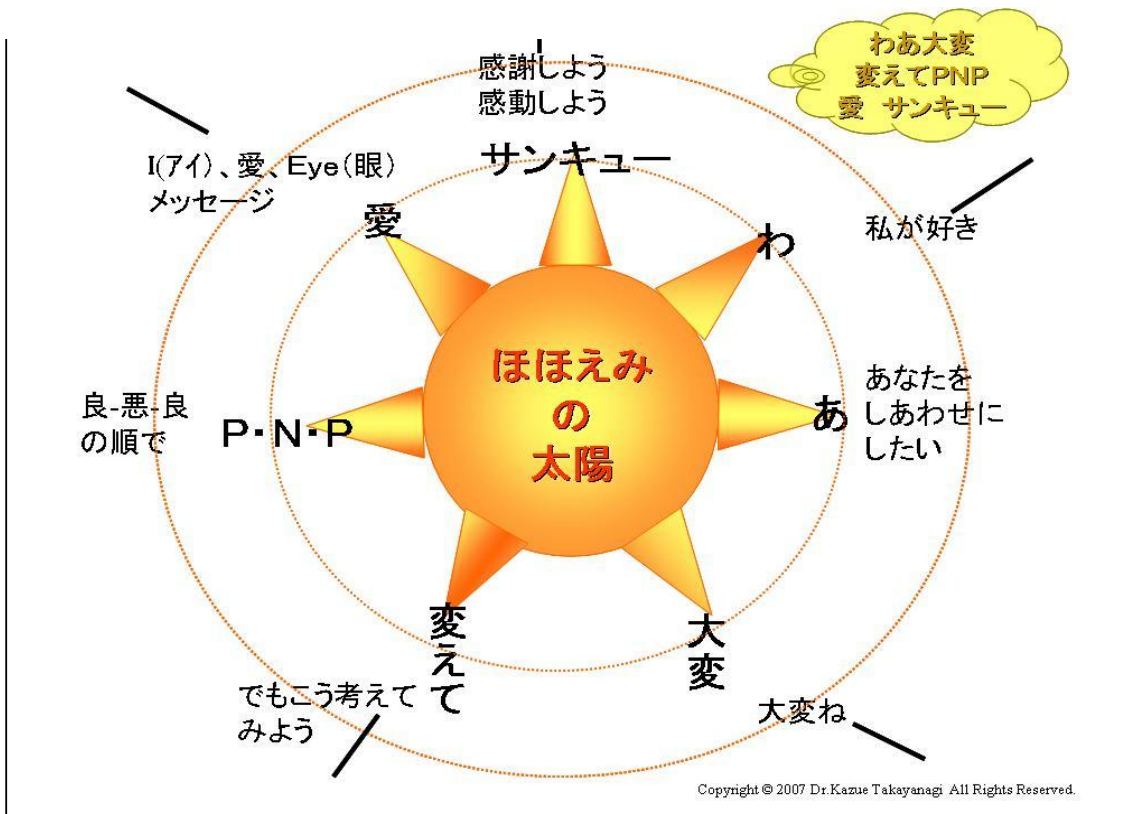 わあ大変
変えてPNP
愛　サンキュー
感謝しよう
感動しよう
サンキュー
I(アイ)、愛、Eye(眼)
メッセージ
愛
わ
私が好き
ほほえみ
の
太陽
あ
あなたを
しあわせに
したい
良-悪-良
の順で
P・N・P
変えて
でもこう考えて
みよう
大変
大変ね
Copyright © 2007 Dr.Kazue Takayanagi All Rights Reserved.